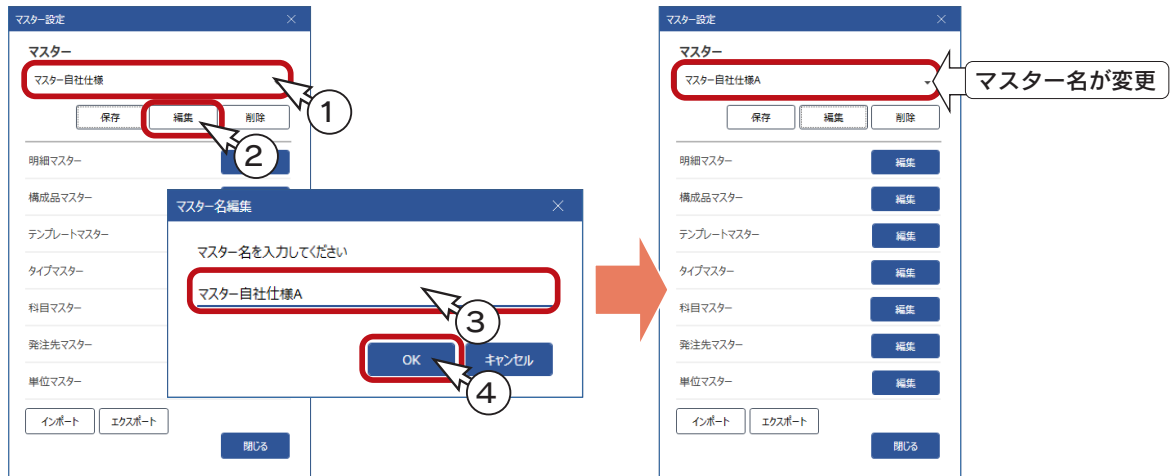 マスター設定
マスター
マスター自社仕様
①
保存 編集 削除
②
明細マスター
構成品マスター
テンプレートマスター
タイプマスター
科目マスター
発注先マスター
単位マスター
インポート エクスポート
閉じる
マスター名編集
マスター名を入力してください
マスター自社仕様A
③
OK キャンセル
④
マスター設定
マスター
マスター自社仕様A
マスター名が変更
保存 編集 削除
明細マスター 編集
構成品マスター 編集
テンプレートマスター 編集
タイプマスター 編集
科目マスター 編集
発注先マスター 編集
単位マスター 編集
インポート エクスポート
閉じる